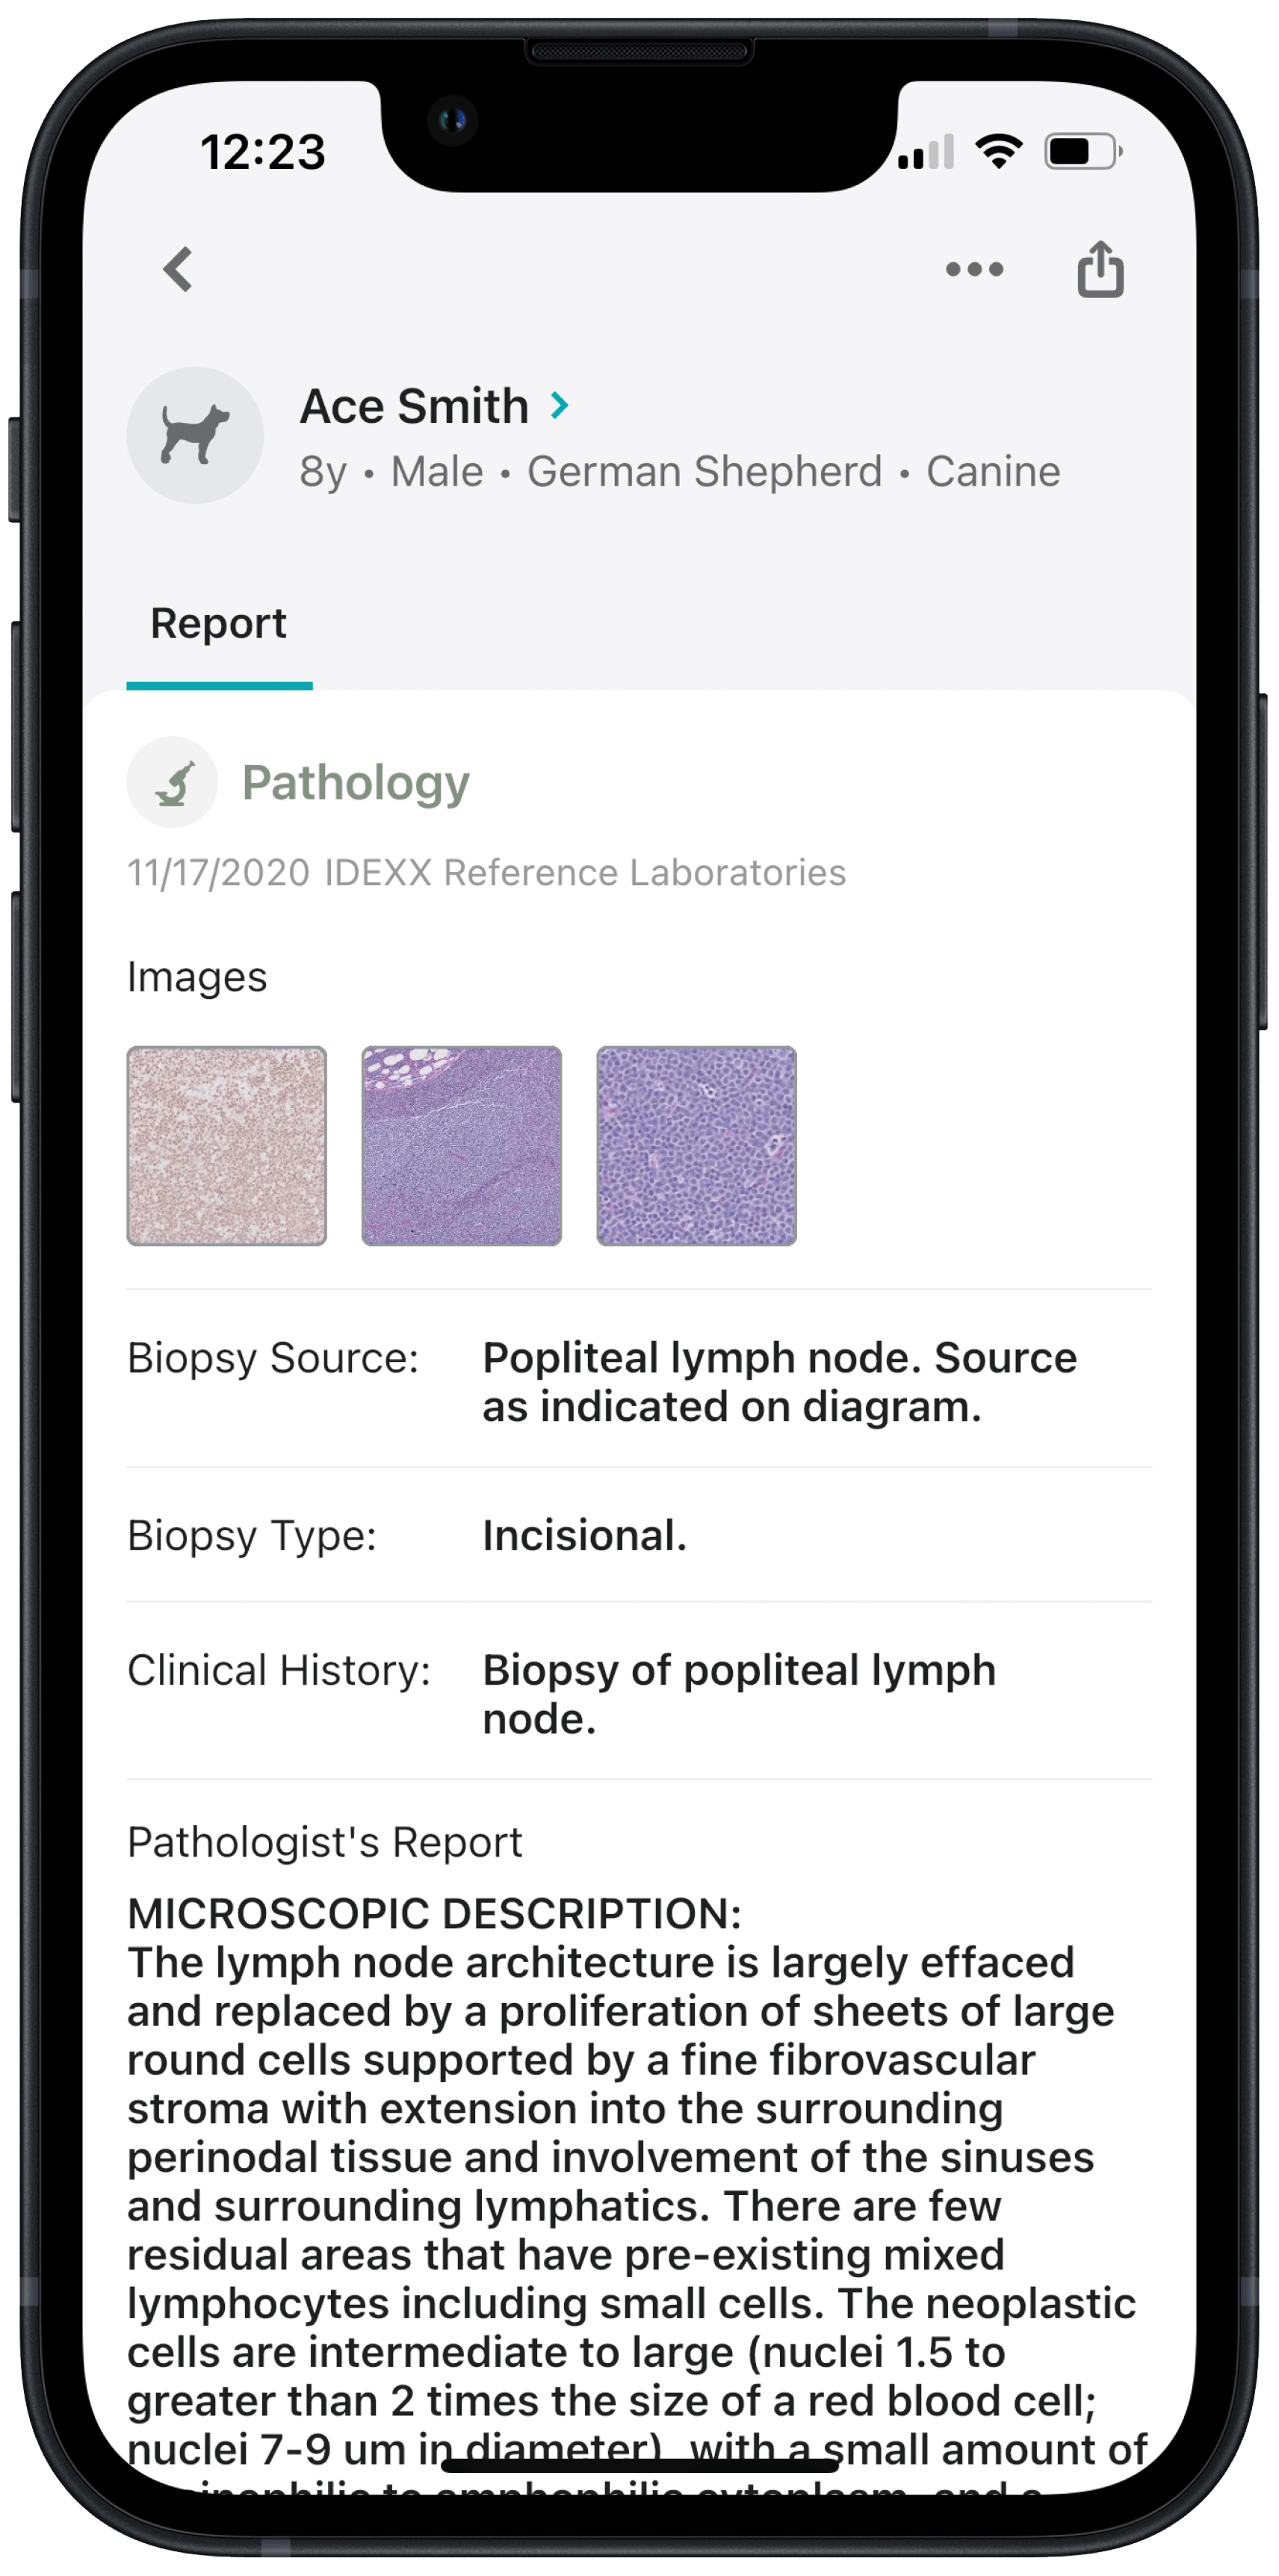 12:23
Ace Smith
8y • Male • German Shepherd • Canine
Report
Pathology
11/17/2020 IDEXX Reference Laboratories
Images
Biopsy Source: Popliteal lymph node. Source
as indicated on diagram.
Biopsy Type: Incisional.
Clinical History: Biopsy of popliteal lymph
node.
Pathologist's Report
MICROSCOPIC DESCRIPTION:
The lymph node architecture is largely effaced
and replaced by a proliferation of sheets of large
round cells supported by a fine fibrovascular
stroma with extension into the surrounding
perinodal tissue and involvement of the sinuses
and surrounding lymphatics. There are few
residual areas that have pre-existing mixed
lymphocytes including small cells. The neoplastic
cells are intermediate to large (nuclei 1.5 to
greater than 2 times the size of a red blood cell;
nuclei 7-9 um in diameter), with a small amount of
to amphophilic cytoplasm, and a